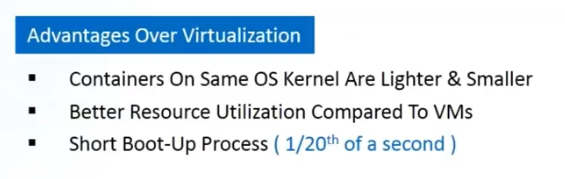 Advantages Over Virtualization
▪ Containers On Same OS Kernel Are Lighter & Smaller
▪ Better Resource Utilization Compared To VMs
▪ Short Boot-Up Process ( 1/20th of a second )